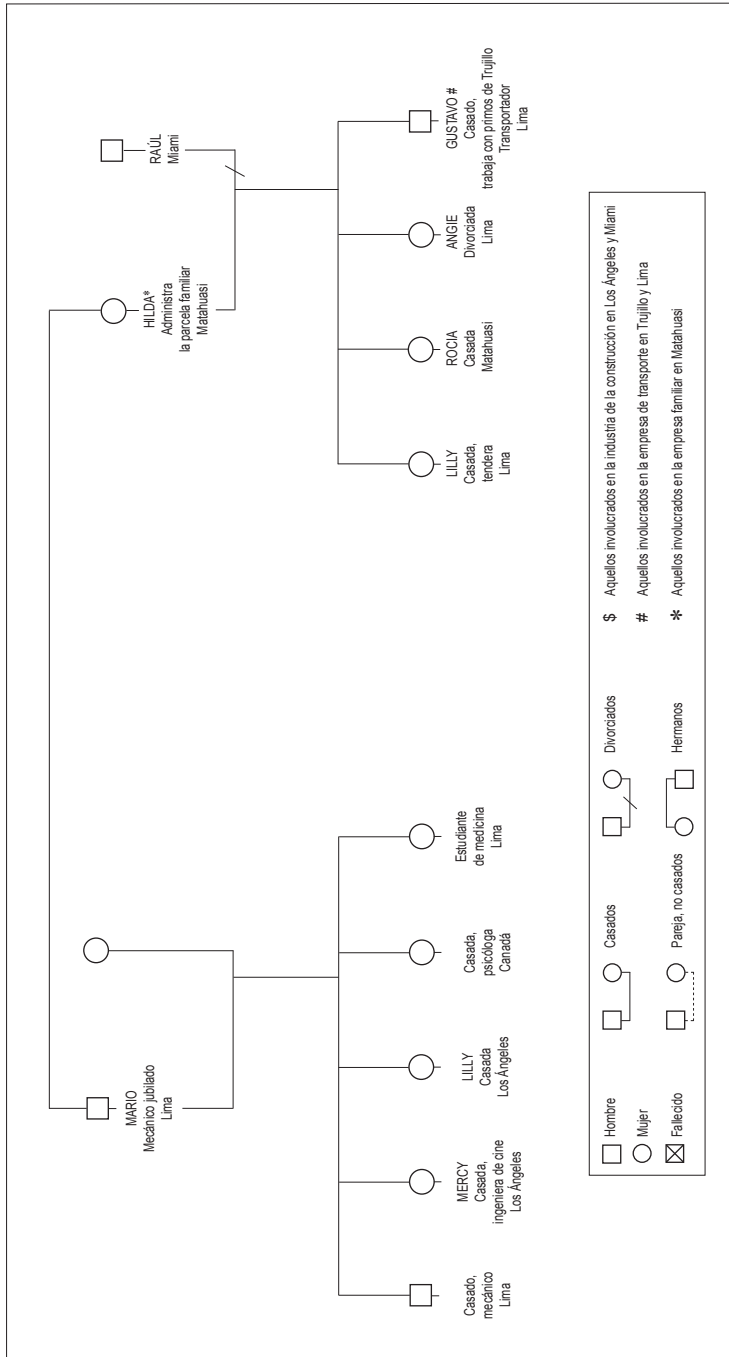 MARIO
Mecánico jubilado
Lima
HILDA*
Administra
la parcela familiar
Matahuasi
RAÚL
Miami
Casado,
mecánico
Lima
MERCY
Casada,
ingeniera de cine
Los Ángeles
LILLY
Casada
Los Ángeles
Casada,
psicóloga
Canadá
Estudiante
de medicina
Lima
LILLY
Casada,
tendera
Lima
ROCIA
Casada
Matahuasi
ANGIE
Divorciada
Lima
GUSTAVO #
Casado,
trabaja con primos de Trujillo
Transportador
Lima
Hombre
Mujer
Fallecido
Casados
Pareja, no casados
Divorciados
Hermanos
$ Aquellos involucrados en la industria de la construcción en Los Ángeles y Miami
# Aquellos involucrados en la empresa de transporte en Trujillo y Lima
* Aquellos involucrados en la empresa familiar en Matahuasi